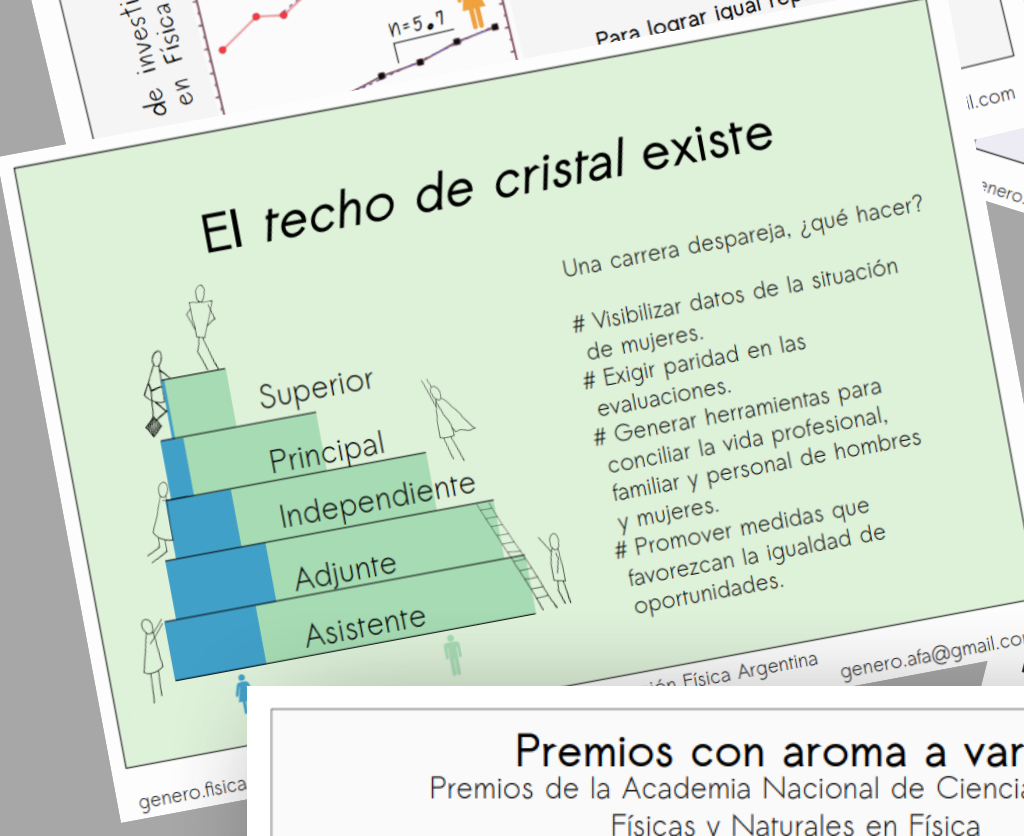 de investi
en Física
n=5.7
Para lograr igual
il.com
El techo de cristal existe
Una carrera despareja, ¿qué hacer?
# Visibilizar datos de la situación
de mujeres.
# Exigir paridad en las
evaluaciones.
# Generar herramientas para
conciliar la vida profesional,
familiar y personal de hombres
y mujeres.
# Promover medidas que
favorezcan la igualdad de
oportunidades.
Superior
Principal
Independiente
Adjunte
Asistente
ión Física Argentina
genero.afa@gmail.co
genero.fisica
Premios con aroma a var
Premios de la Academia Nacional de Ciencia
Físicas y Naturales en Física